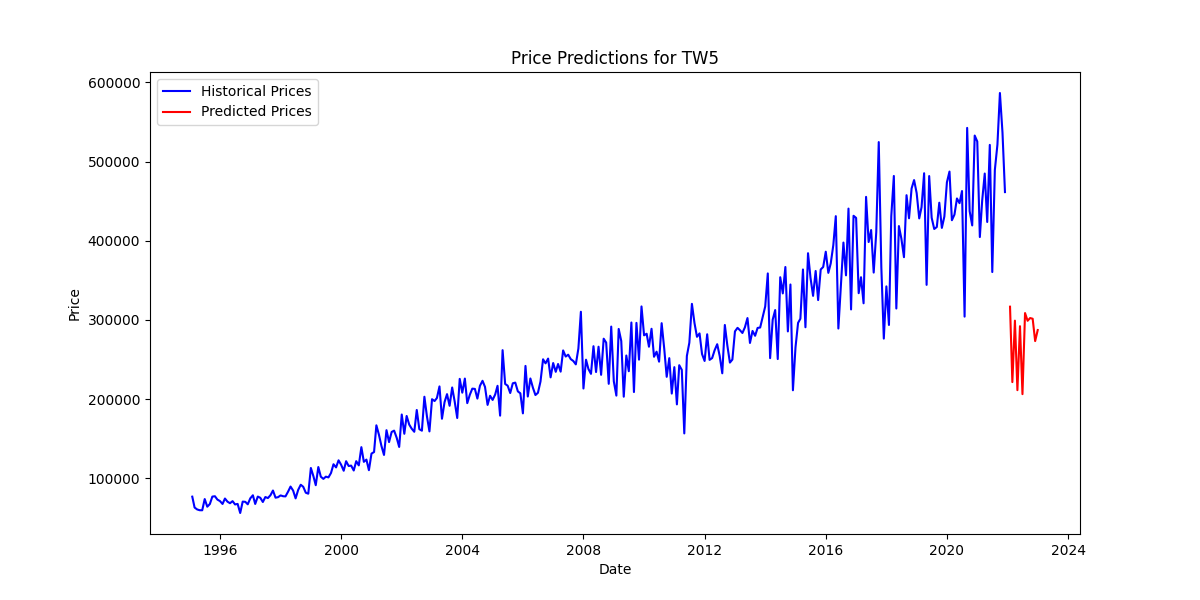 Price Predictions for TW5
Historical Prices
Predicted Prices
600000
500000
400000
300000
200000
100000
Price
1996
2000
2004
2008
2012
2016
2020
2024
Date